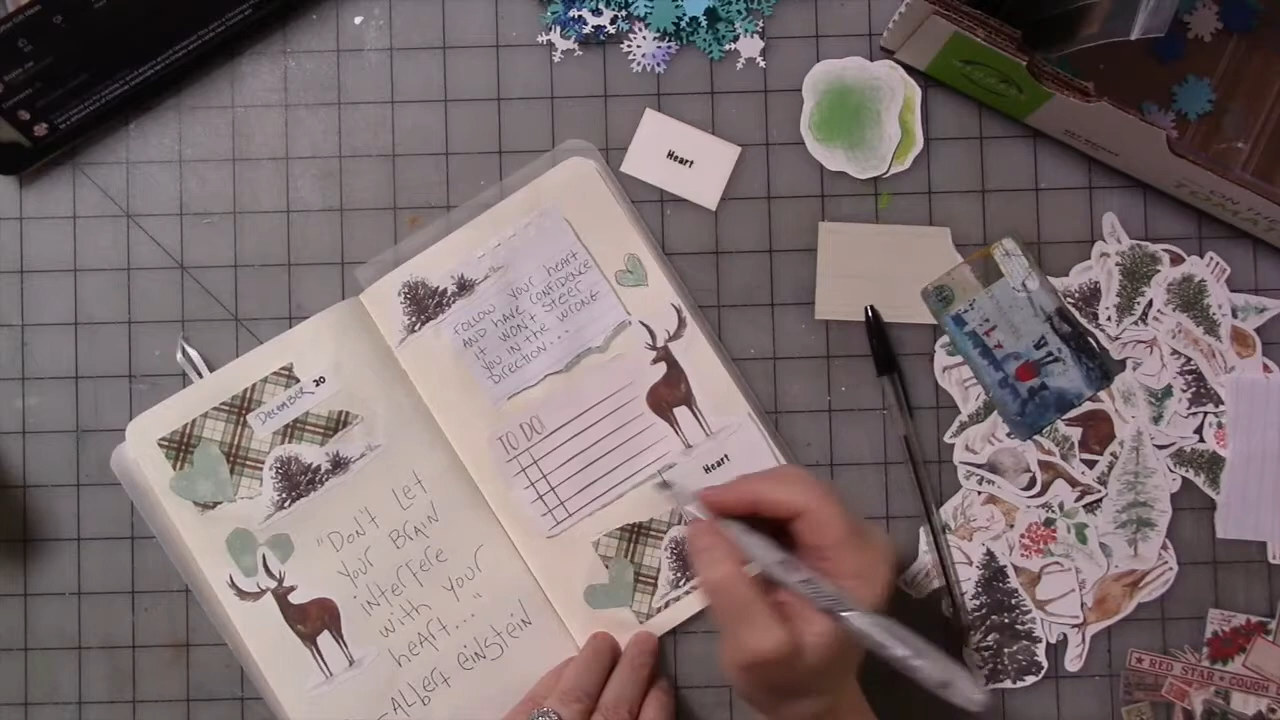 Heart
FOLLOW YOUR HEART
AND HAVE CONFIDENCE
IT WON'T STEER
YOU IN THE WRONG
DIRECTION...
DECEMBER 20
TO DO!
Heart
"DON'T LET
your BRAIN
interfere
with your
heart..."
-Albert einstein
RED STAR COUGH